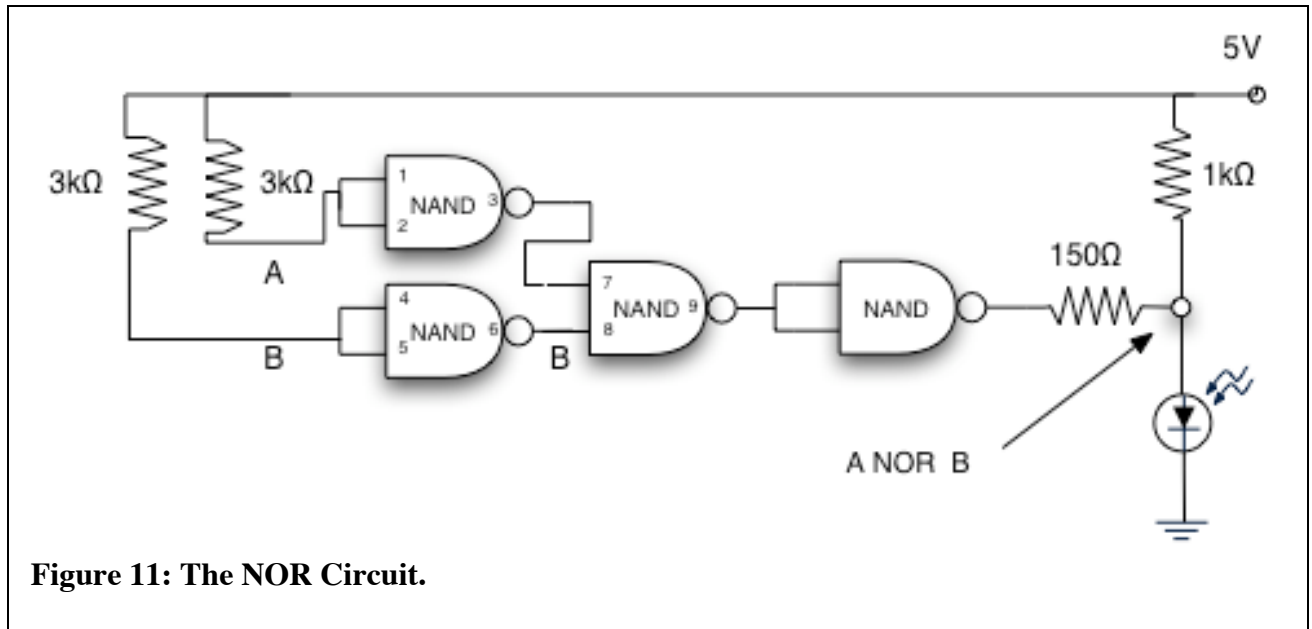 5V
3kΩ
3kΩ
1kΩ
1
2
NAND
3
A
150Ω
4
5
NAND
6
B
B
7
8
NAND
9
NAND
A NOR B
Figure 11: The NOR Circuit.